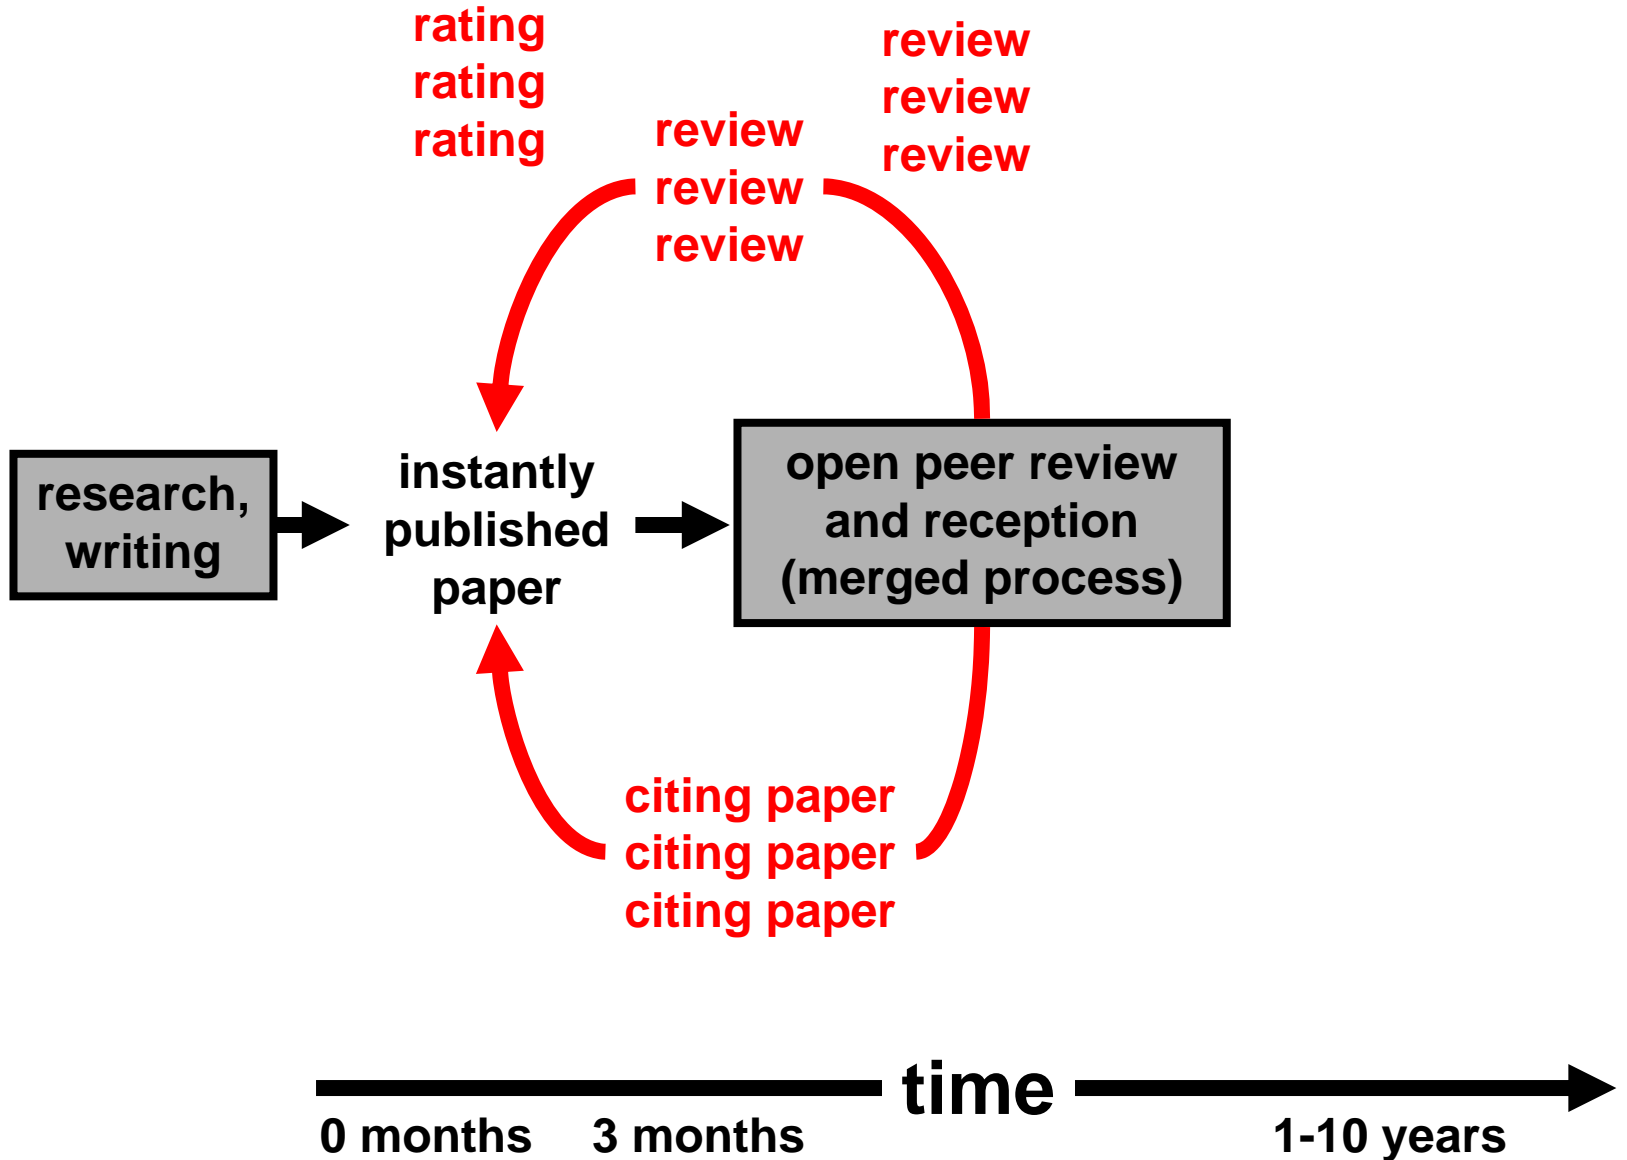 rating
rating
rating
review
review
review
review
review
review
research,
writing
instantly
published
paper
open peer review
and reception
(merged process)
citing paper
citing paper
citing paper
time
0 months
3 months
1-10 years